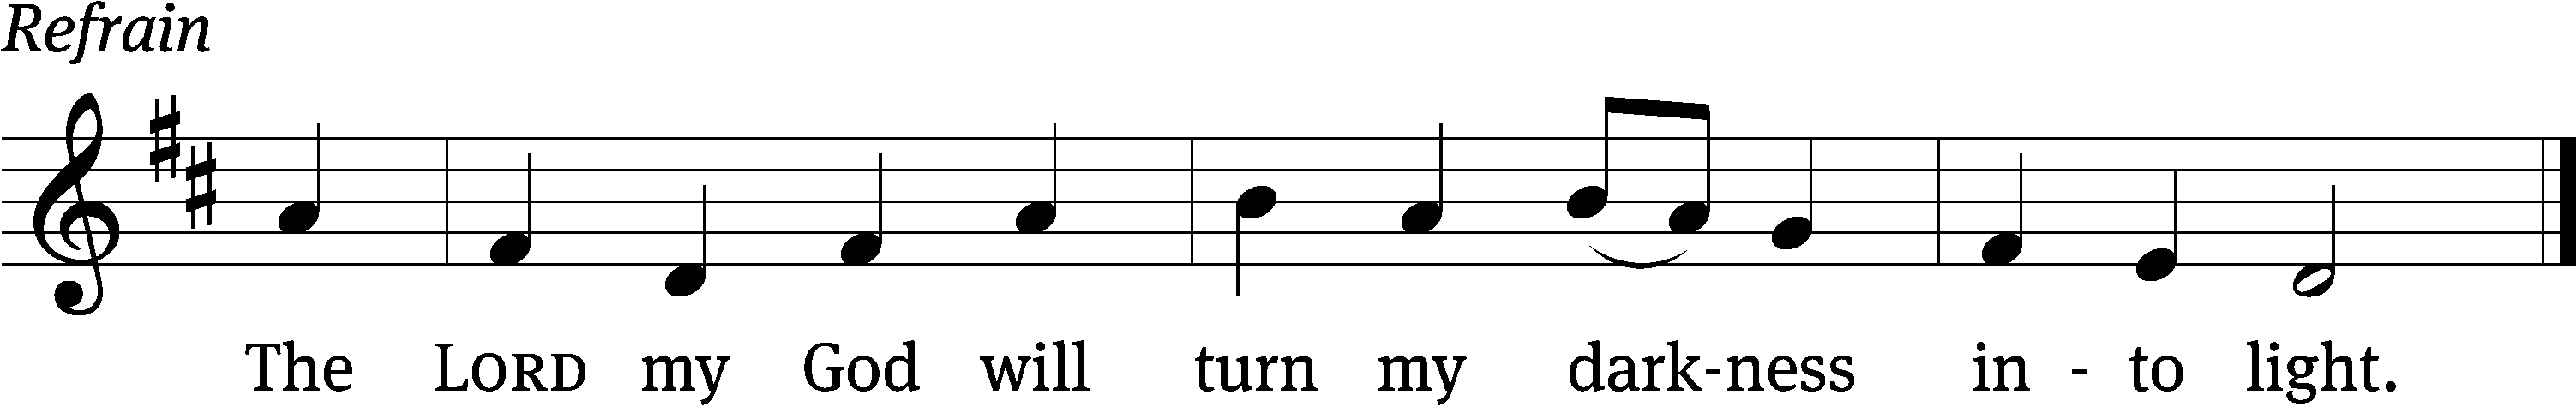 Refrain
The LORD my God will turn my dark-ness in - to light.